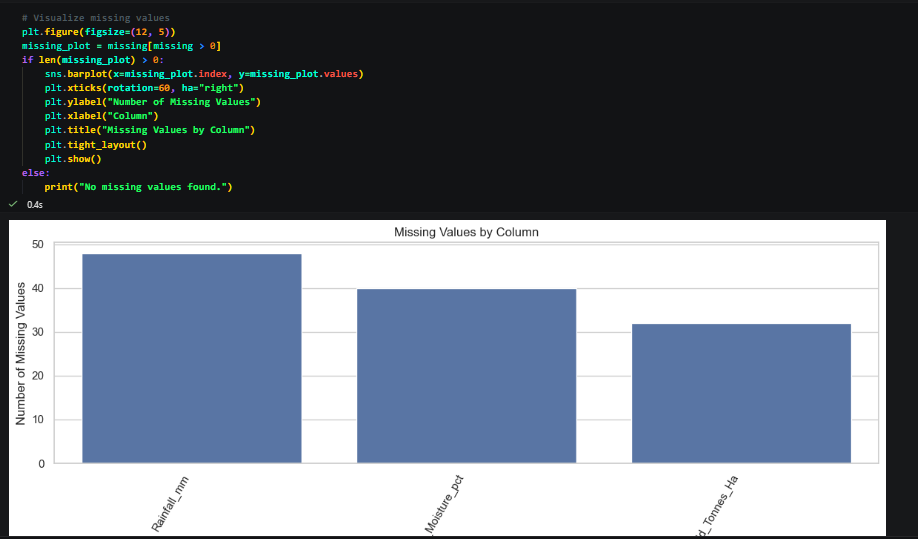 # Visualize missing values
plt.figure(figsize=(12, 5))
missing_plot = missing[missing > 0]
if len(missing_plot) > 0:
    sns.barplot(x=missing_plot.index, y=missing_plot.values)
    plt.xticks(rotation=60, ha="right")
    plt.ylabel("Number of Missing Values")
    plt.xlabel("Column")
    plt.title("Missing Values by Column")
    plt.tight_layout()
    plt.show()
else:
    print("No missing values found.")
0.4s
Missing Values by Column
Number of Missing Values
50
40
30
20
10
0
Rainfall_mm
_Moisture_pct
d_Tonnes_Ha